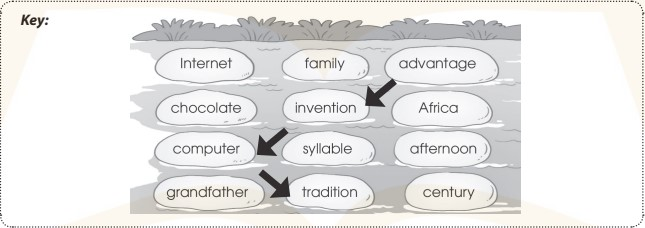 Key:
Internet family advantage
chocolate invention Africa
computer syllable afternoon
grandfather tradition century